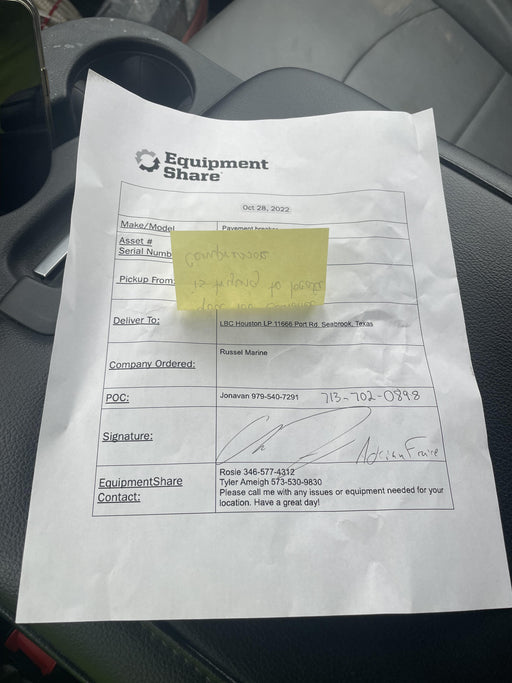 Equipment
Share
Oct 28, 2022
Make/Model Pavement breaker
Asset #
Serial Numb
Compressor
is trying to locate
Pickup From:
Deliver To: LBC Houston LP 11666 Port Rd, Seabrook, Texas
Company Ordered: Russel Marine
POC: Jonavan 979-540-7291 713-702-0898
Signature: Adrian Fraire
EquipmentShare Contact: Rosie 346-577-4312
Tyler Ameigh 573-530-9830
Please call me with any issues or equipment needed for your
location. Have a great day!